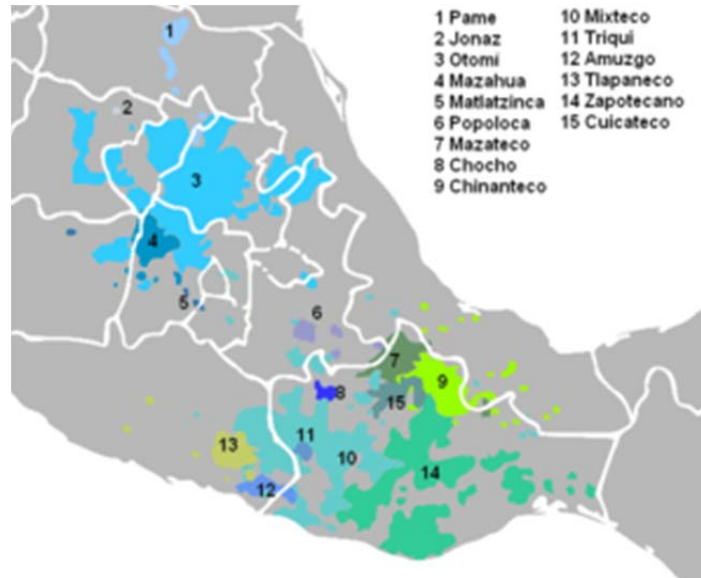 1 Pame
2 Jonaz
3 Otomí
4 Mazahua
5 Matlatzinca
6 Popoloca
7 Mazateco
8 Chocho
9 Chinanteco
10 Mixteco
11 Triqui
12 Amuzgo
13 Tlapaneco
14 Zapotecano
15 Cuicateco
1
2
3
4
5
6
7
9
8
15
11
13
10
14
12